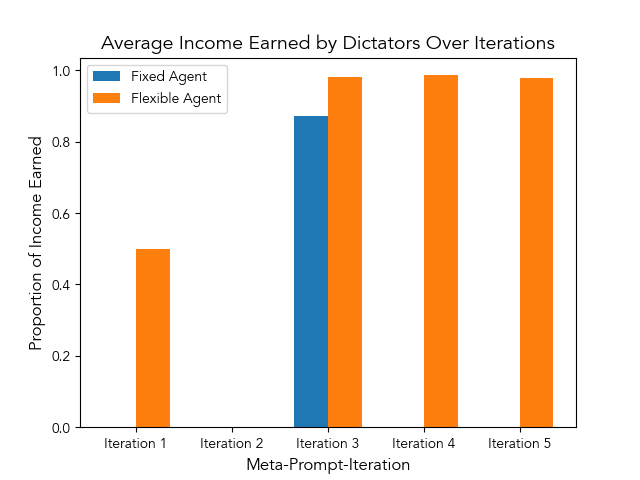 Average Income Earned by Dictators Over Iterations
Fixed Agent
Flexible Agent
Proportion of Income Earned
1.0
0.8
0.6
0.4
0.2
0.0
Iteration 1
Iteration 2
Iteration 3
Iteration 4
Iteration 5
Meta-Prompt-Iteration